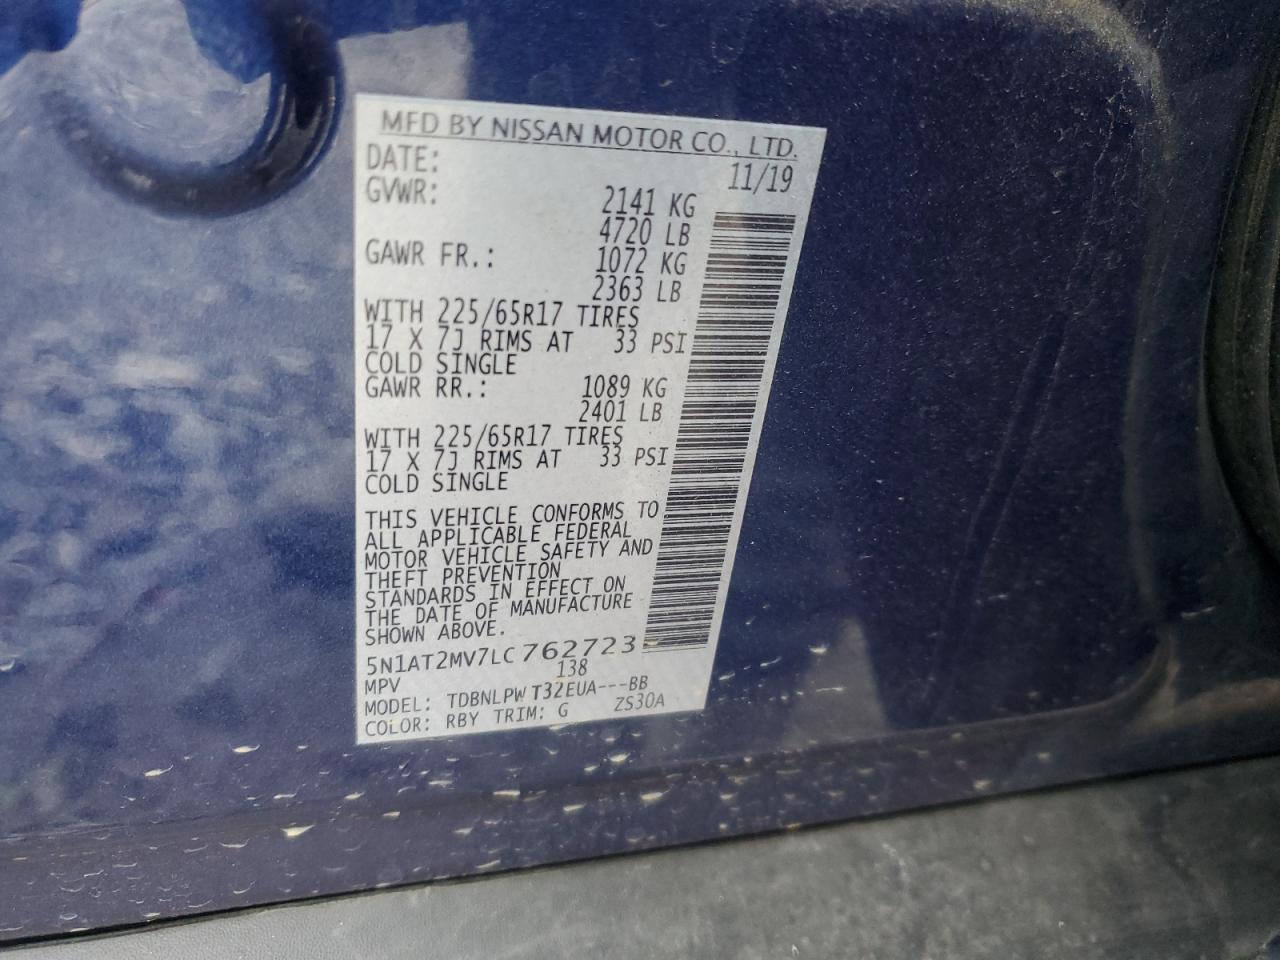 MFD BY NISSAN MOTOR CO., LTD.
DATE: 11/19
GVWR: 2141 KG
4720 LB
GAWR FR.: 1072 KG
2363 LB
WITH 225/65R17 TIRES
17 X 7J RIMS AT 33 PSI
COLD SINGLE
GAWR RR.: 1089 KG
2401 LB
WITH 225/65R17 TIRES
17 X 7J RIMS AT 33 PSI
COLD SINGLE
THIS VEHICLE CONFORMS TO
ALL APPLICABLE FEDERAL
MOTOR VEHICLE SAFETY AND
THEFT PREVENTION
STANDARDS IN EFFECT ON
THE DATE OF MANUFACTURE
SHOWN ABOVE.
5N1AT2MV7LC762723
MPV 138
MODEL: TDBNLPW T32EUA---BB
COLOR: RBY TRIM: G ZS30A